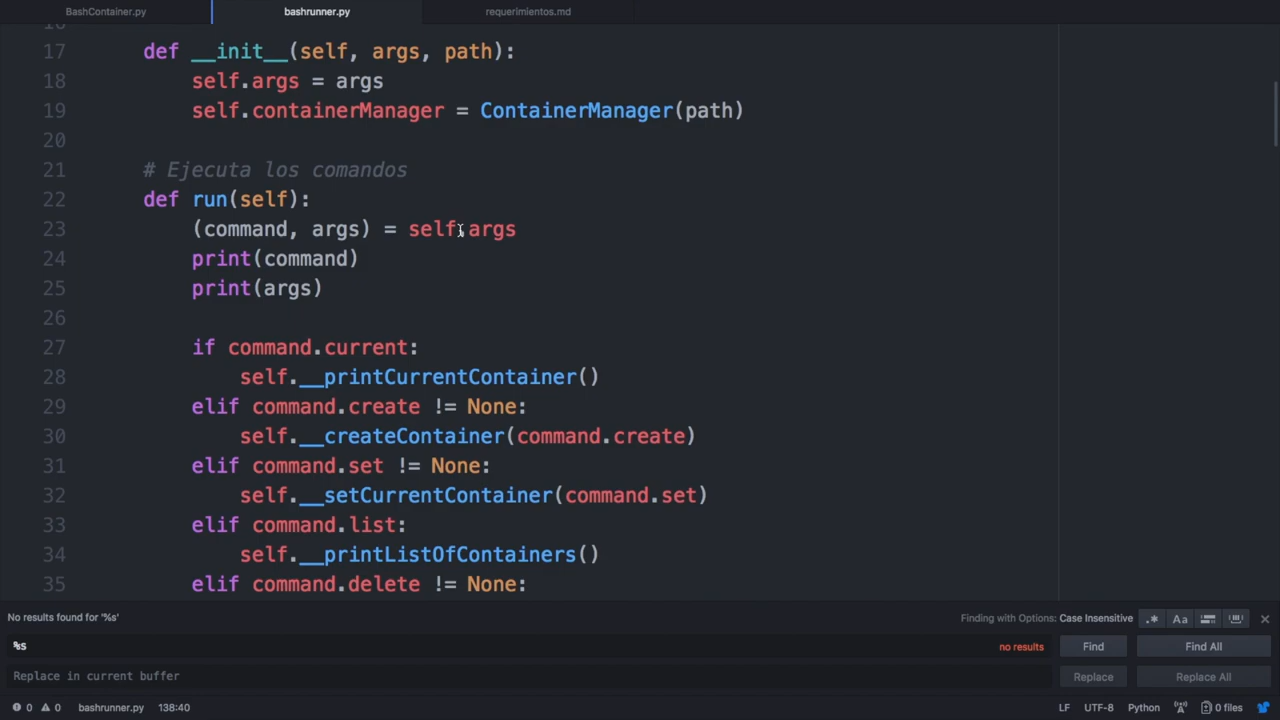 BashContainer.py
bashrunner.py
requerimientos.md
17 def __init__(self, args, path):
18 self.args = args
19 self.containerManager = ContainerManager(path)
20
21 # Ejecuta los comandos
22 def run(self):
23 (command, args) = self.args
24 print(command)
25 print(args)
26
27 if command.current:
28 self.__printCurrentContainer()
29 elif command.create != None:
30 self.__createContainer(command.create)
31 elif command.set != None:
32 self.__setCurrentContainer(command.set)
33 elif command.list:
34 self.__printListOfContainers()
35 elif command.delete != None:
No results found for '%s'
Finding with Options: Case Insensitive
.* Aa
%s
no results
Find
Find All
Replace in current buffer
Replace
Replace All
0 0 bashrunner.py 138:40
LF UTF-8 Python 0 files